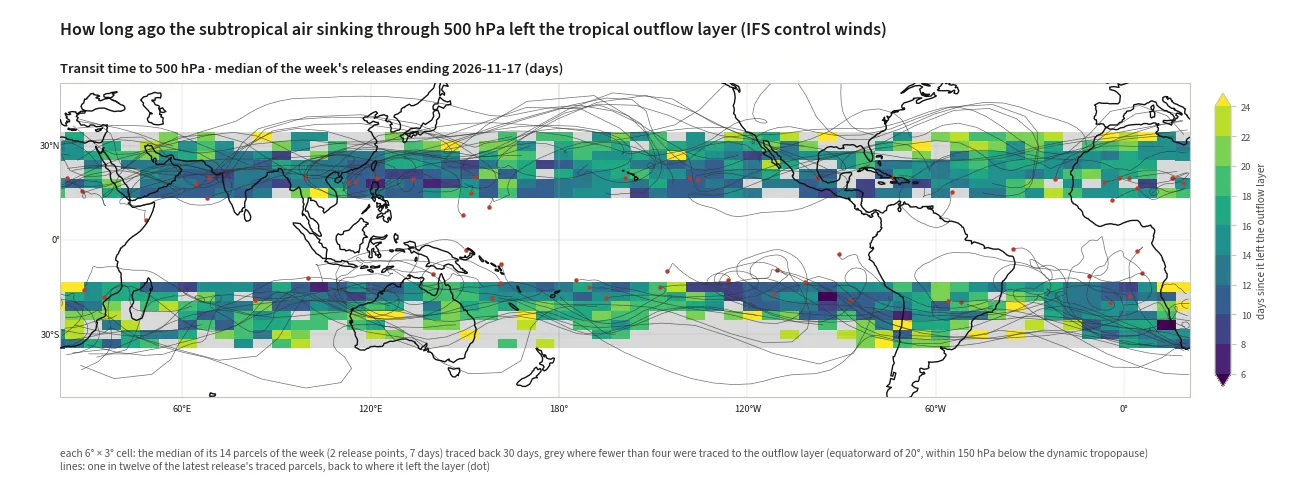 How long ago the subtropical air sinking through 500 hPa left the tropical outflow layer (IFS control winds)
Transit time to 500 hPa · median of the week's releases ending 2026-11-17 (days)
30°N
0°
30°S
60°E
120°E
180°
120°W
60°W
0°
24
22
20
18
16
14
12
10
8
6
days since it left the outflow layer
each 6° × 3° cell: the median of its 14 parcels of the week (2 release points, 7 days) traced back 30 days, grey where fewer than four were traced to the outflow layer (equatorward of 20°, within 150 hPa below the dynamic tropopause)
lines: one in twelve of the latest release's traced parcels, back to where it left the layer (dot)